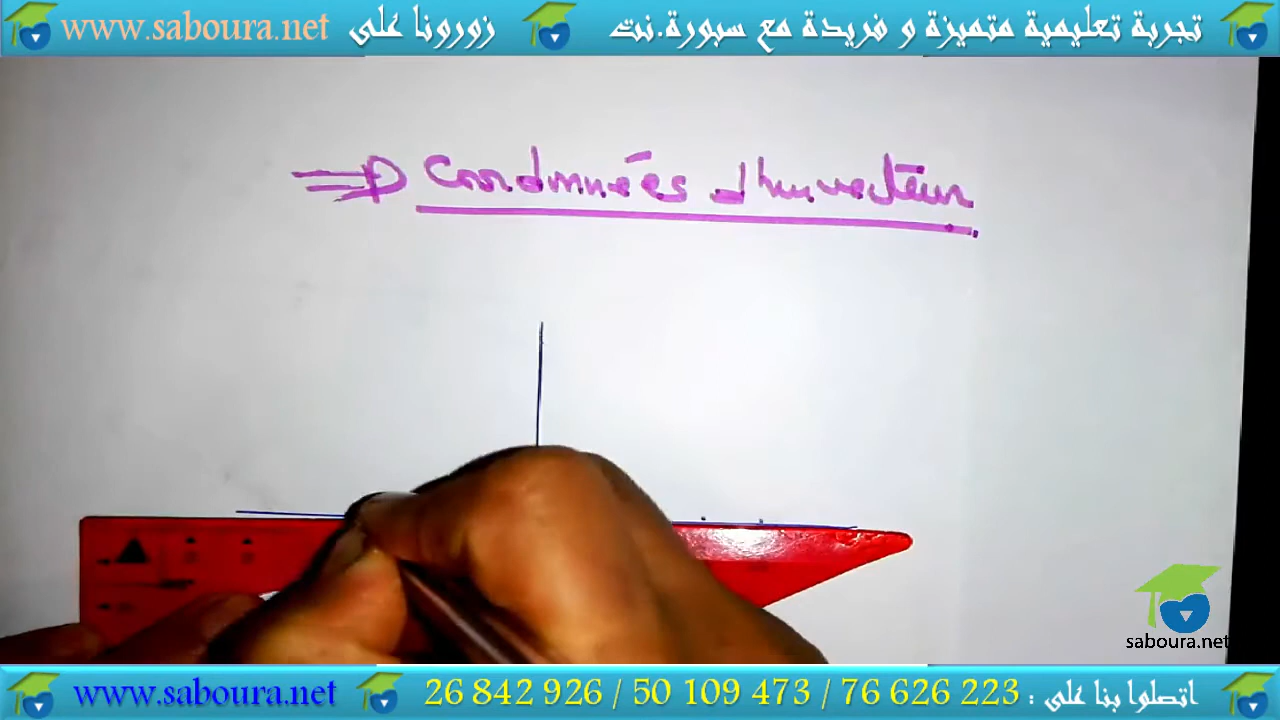 تجربة تعليمية متميزة و فريدة مع سبورة.نت زورونا على www.saboura.net
⇒ Coordonnées d'un vecteur
saboura.net
www.saboura.net 26 842 926 / 50 109 473 / 76 626 223 : اتصلوا بنا على